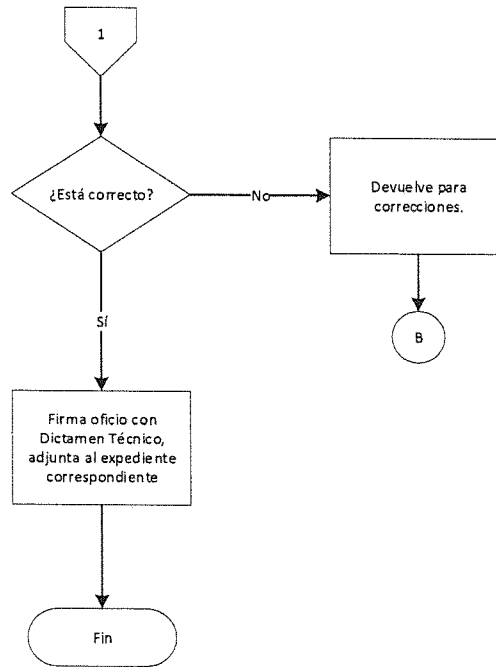 1
¿Está correcto?
No
Devuelve para
correcciones.
B
Sí
Firma oficio con
Dictamen Técnico,
adjunta al expediente
correspondiente
Fin